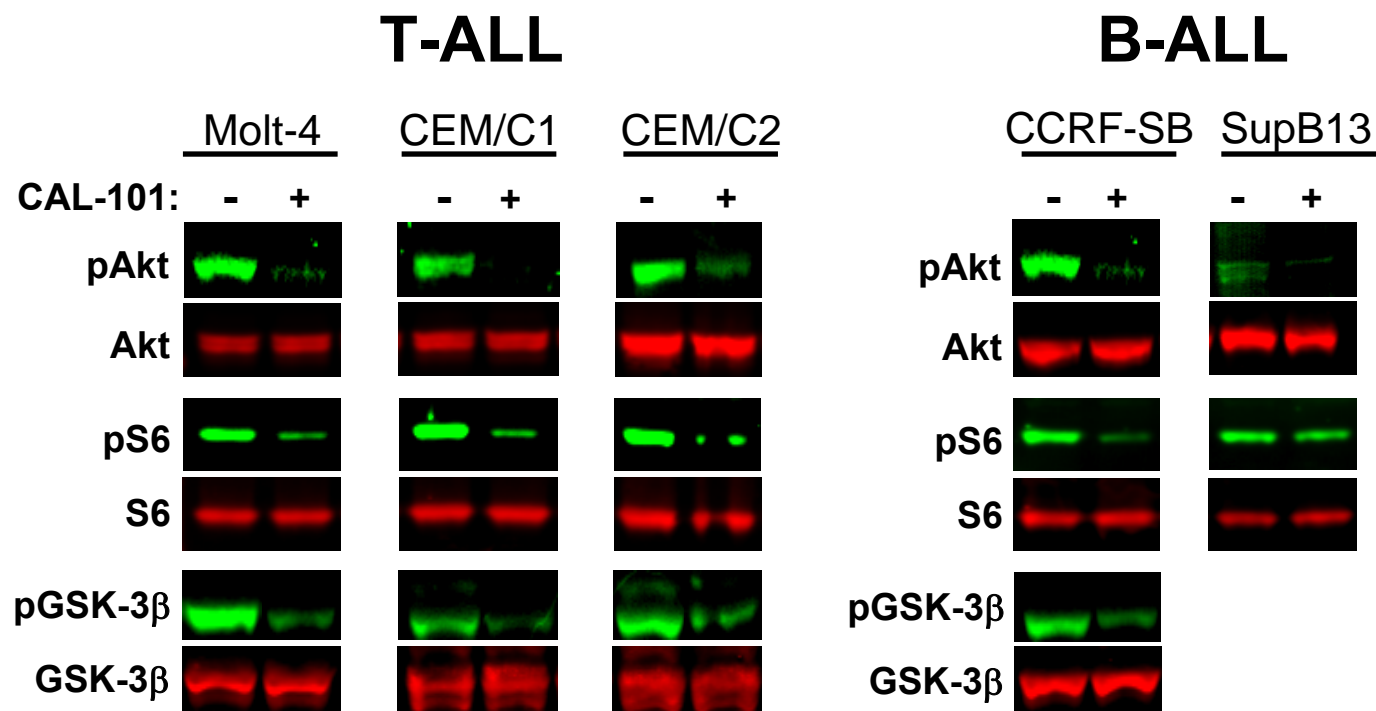 T-ALL B-ALL
Molt-4 CEM/C1 CEM/C2 CCRF-SB SupB13
CAL-101: - + - + - + - + - +
pAkt pAkt
Akt Akt
pS6 pS6
S6 S6
pGSK-3β pGSK-3β
GSK-3β GSK-3β